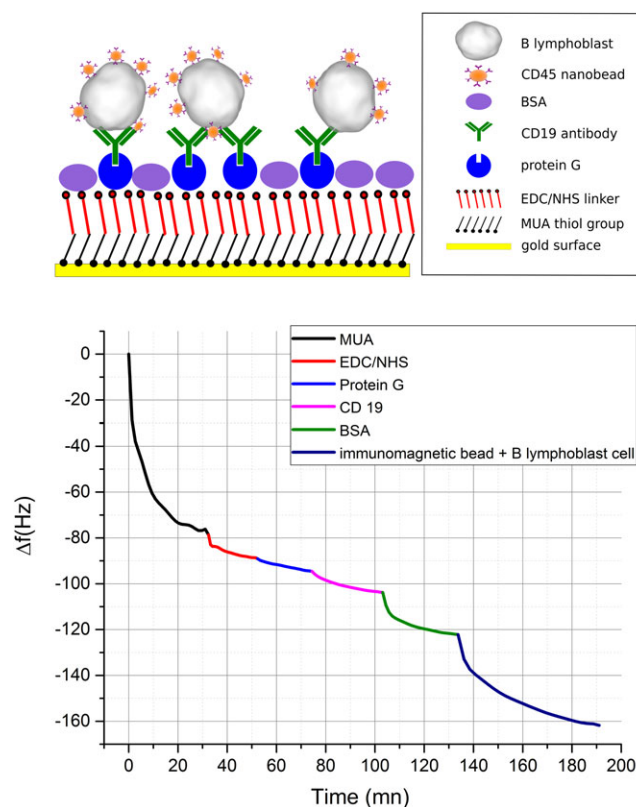 B lymphoblast
CD45 nanobead
BSA
CD19 antibody
protein G
EDC/NHS linker
MUA thiol group
gold surface
MUA
EDC/NHS
Protein G
CD 19
BSA
immunomagnetic bead + B lymphoblast cell
Δf(Hz)
0
-20
-40
-60
-80
-100
-120
-140
-160
0 20 40 60 80 100 120 140 160 180 200
Time (mn)